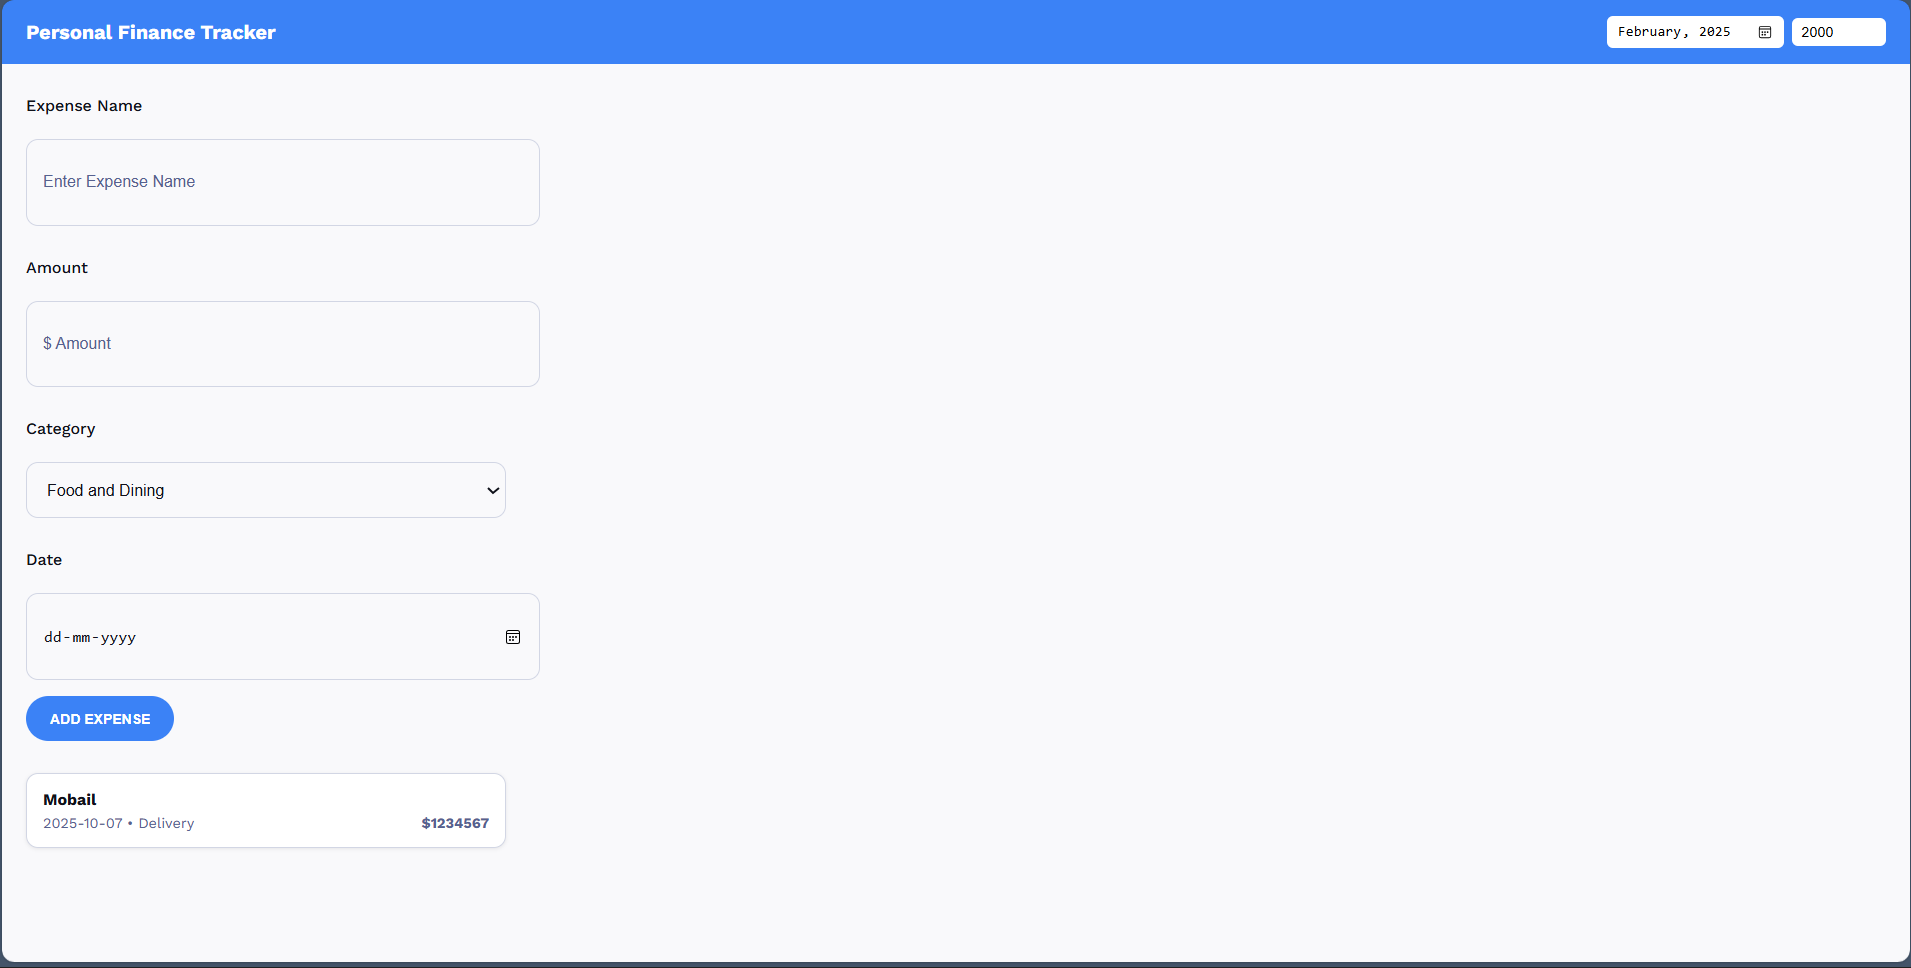 Personal Finance Tracker
February, 2025
2000
Expense Name
Enter Expense Name
Amount
$ Amount
Category
Food and Dining
Date
dd-mm-yyyy
ADD EXPENSE
Mobail
2025-10-07 • Delivery
$1234567